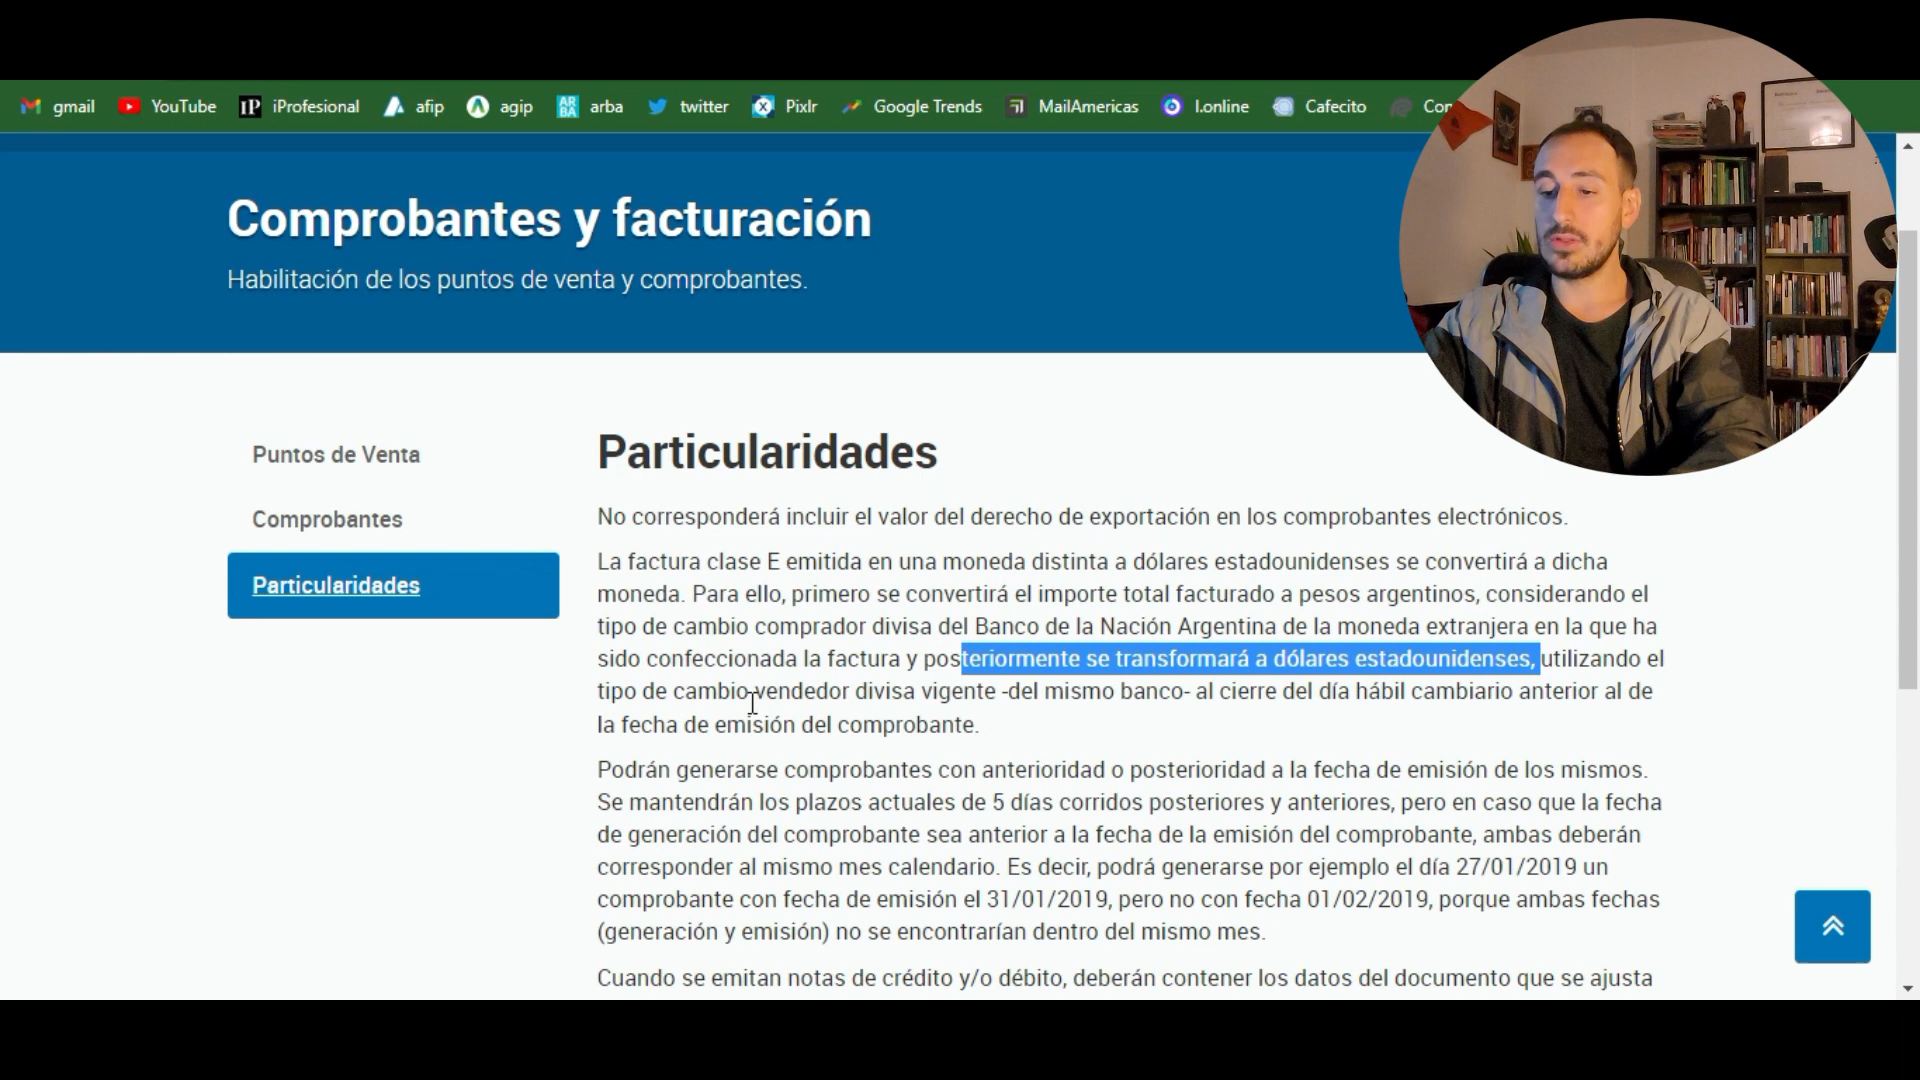 gmail YouTube iProfesional afip agip arba twitter Pixlr Google Trends MailAmericas l.online Cafecito
Comprobantes y facturación
Habilitación de los puntos de venta y comprobantes.
Puntos de Venta
Comprobantes
Particularidades
Particularidades
No corresponderá incluir el valor del derecho de exportación en los comprobantes electrónicos.
La factura clase E emitida en una moneda distinta a dólares estadounidenses se convertirá a dicha
moneda. Para ello, primero se convertirá el importe total facturado a pesos argentinos, considerando el
tipo de cambio comprador divisa del Banco de la Nación Argentina de la moneda extranjera en la que ha
sido confeccionada la factura y posteriormente se transformará a dólares estadounidenses, utilizando el
tipo de cambio vendedor divisa vigente -del mismo banco- al cierre del día hábil cambiario anterior al de
la fecha de emisión del comprobante.
Podrán generarse comprobantes con anterioridad o posterioridad a la fecha de emisión de los mismos.
Se mantendrán los plazos actuales de 5 días corridos posteriores y anteriores, pero en caso que la fecha
de generación del comprobante sea anterior a la fecha de la emisión del comprobante, ambas deberán
corresponder al mismo mes calendario. Es decir, podrá generarse por ejemplo el día 27/01/2019 un
comprobante con fecha de emisión el 31/01/2019, pero no con fecha 01/02/2019, porque ambas fechas
(generación y emisión) no se encontrarían dentro del mismo mes.
Cuando se emitan notas de crédito y/o débito, deberán contener los datos del documento que se ajusta